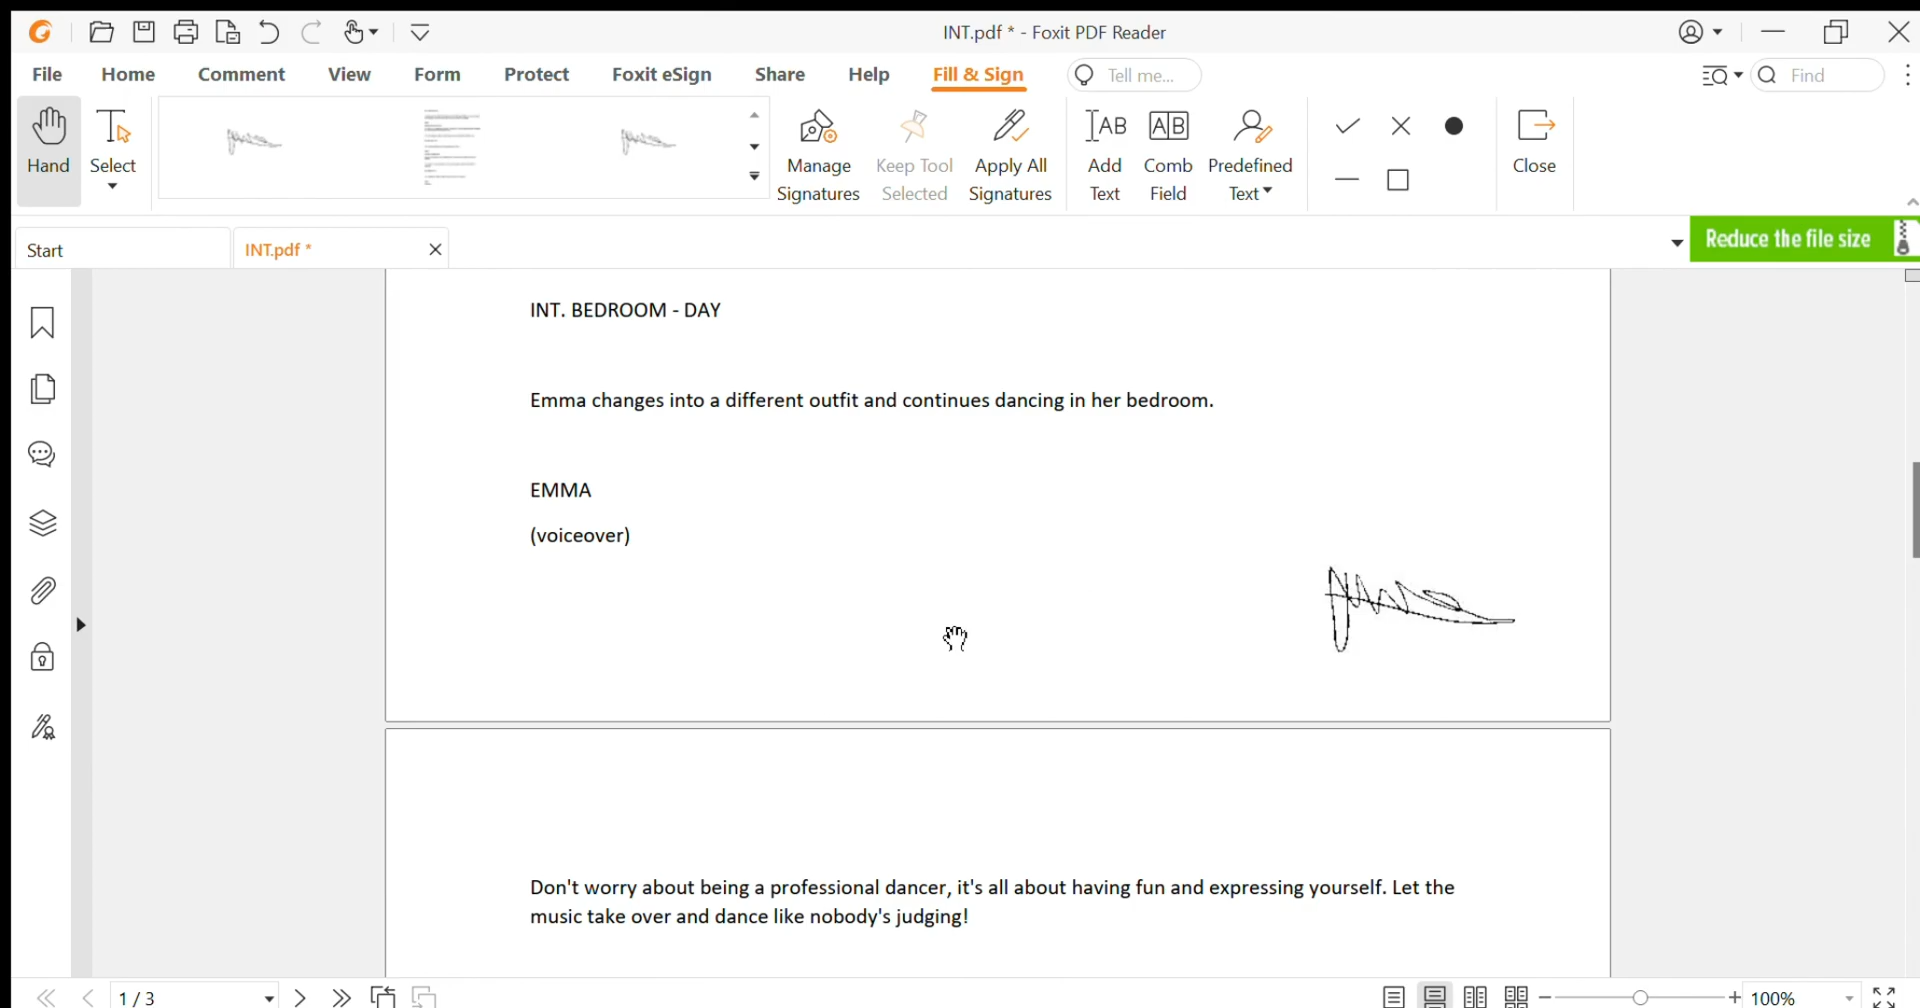 INT.pdf * - Foxit PDF Reader
File Home Comment View Form Protect Foxit eSign Share Help Fill & Sign Tell me... Find
Hand
Select
Manage
Signatures
Keep Tool
Selected
Apply All
Signatures
AB
Add
Text
AB
Comb
Field
Predefined
Text
Close
Start
INT.pdf *
Reduce the file size
INT. BEDROOM - DAY
Emma changes into a different outfit and continues dancing in her bedroom.
EMMA
(voiceover)
Don't worry about being a professional dancer, it's all about having fun and expressing yourself. Let the
music take over and dance like nobody's judging!
1 / 3
100%